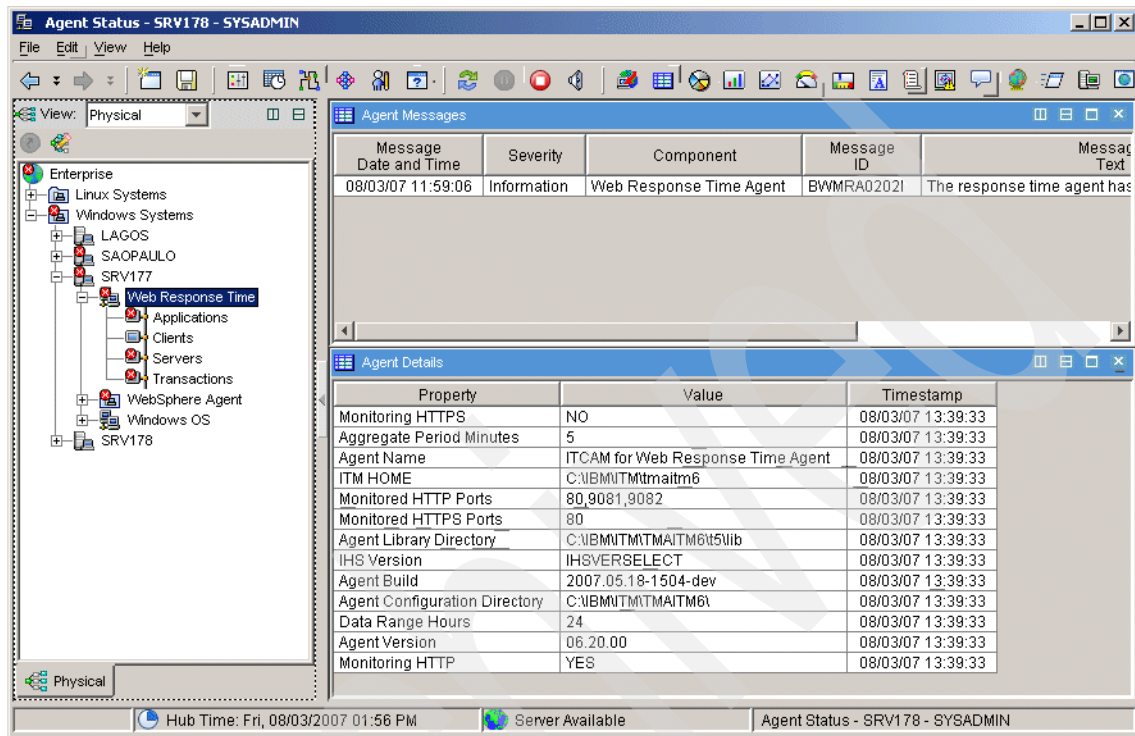 Agent Status - SRV178 - SYSADMIN
File Edit View Help
View: Physical
Enterprise
Linux Systems
Windows Systems
LAGOS
SAOPAULO
SRV177
Web Response Time
Applications
Clients
Servers
Transactions
WebSphere Agent
Windows OS
SRV178
Physical
Agent Messages
Message Date and Time Severity Component Message ID Text
08/03/07 11:59:06 Information Web Response Time Agent BWMRA0202I The response time agent has
Agent Details
Property Value Timestamp
Monitoring HTTPS NO 08/03/07 13:39:33
Aggregate Period Minutes 5 08/03/07 13:39:33
Agent Name ITCAM for Web Response Time Agent 08/03/07 13:39:33
ITM HOME C:\IBM\ITM\tmaitm6 08/03/07 13:39:33
Monitored HTTP Ports 80,9081,9082 08/03/07 13:39:33
Monitored HTTPS Ports 80 08/03/07 13:39:33
Agent Library Directory C:\IBM\ITM\TMAITM6\t5\lib 08/03/07 13:39:33
IHS Version IHSVERSELECT 08/03/07 13:39:33
Agent Build 2007.05.18-1504-dev 08/03/07 13:39:33
Agent Configuration Directory C:\IBM\ITM\TMAITM6\ 08/03/07 13:39:33
Data Range Hours 24 08/03/07 13:39:33
Agent Version 06.20.00 08/03/07 13:39:33
Monitoring HTTP YES 08/03/07 13:39:33
Hub Time: Fri, 08/03/2007 01:56 PM Server Available Agent Status - SRV178 - SYSADMIN